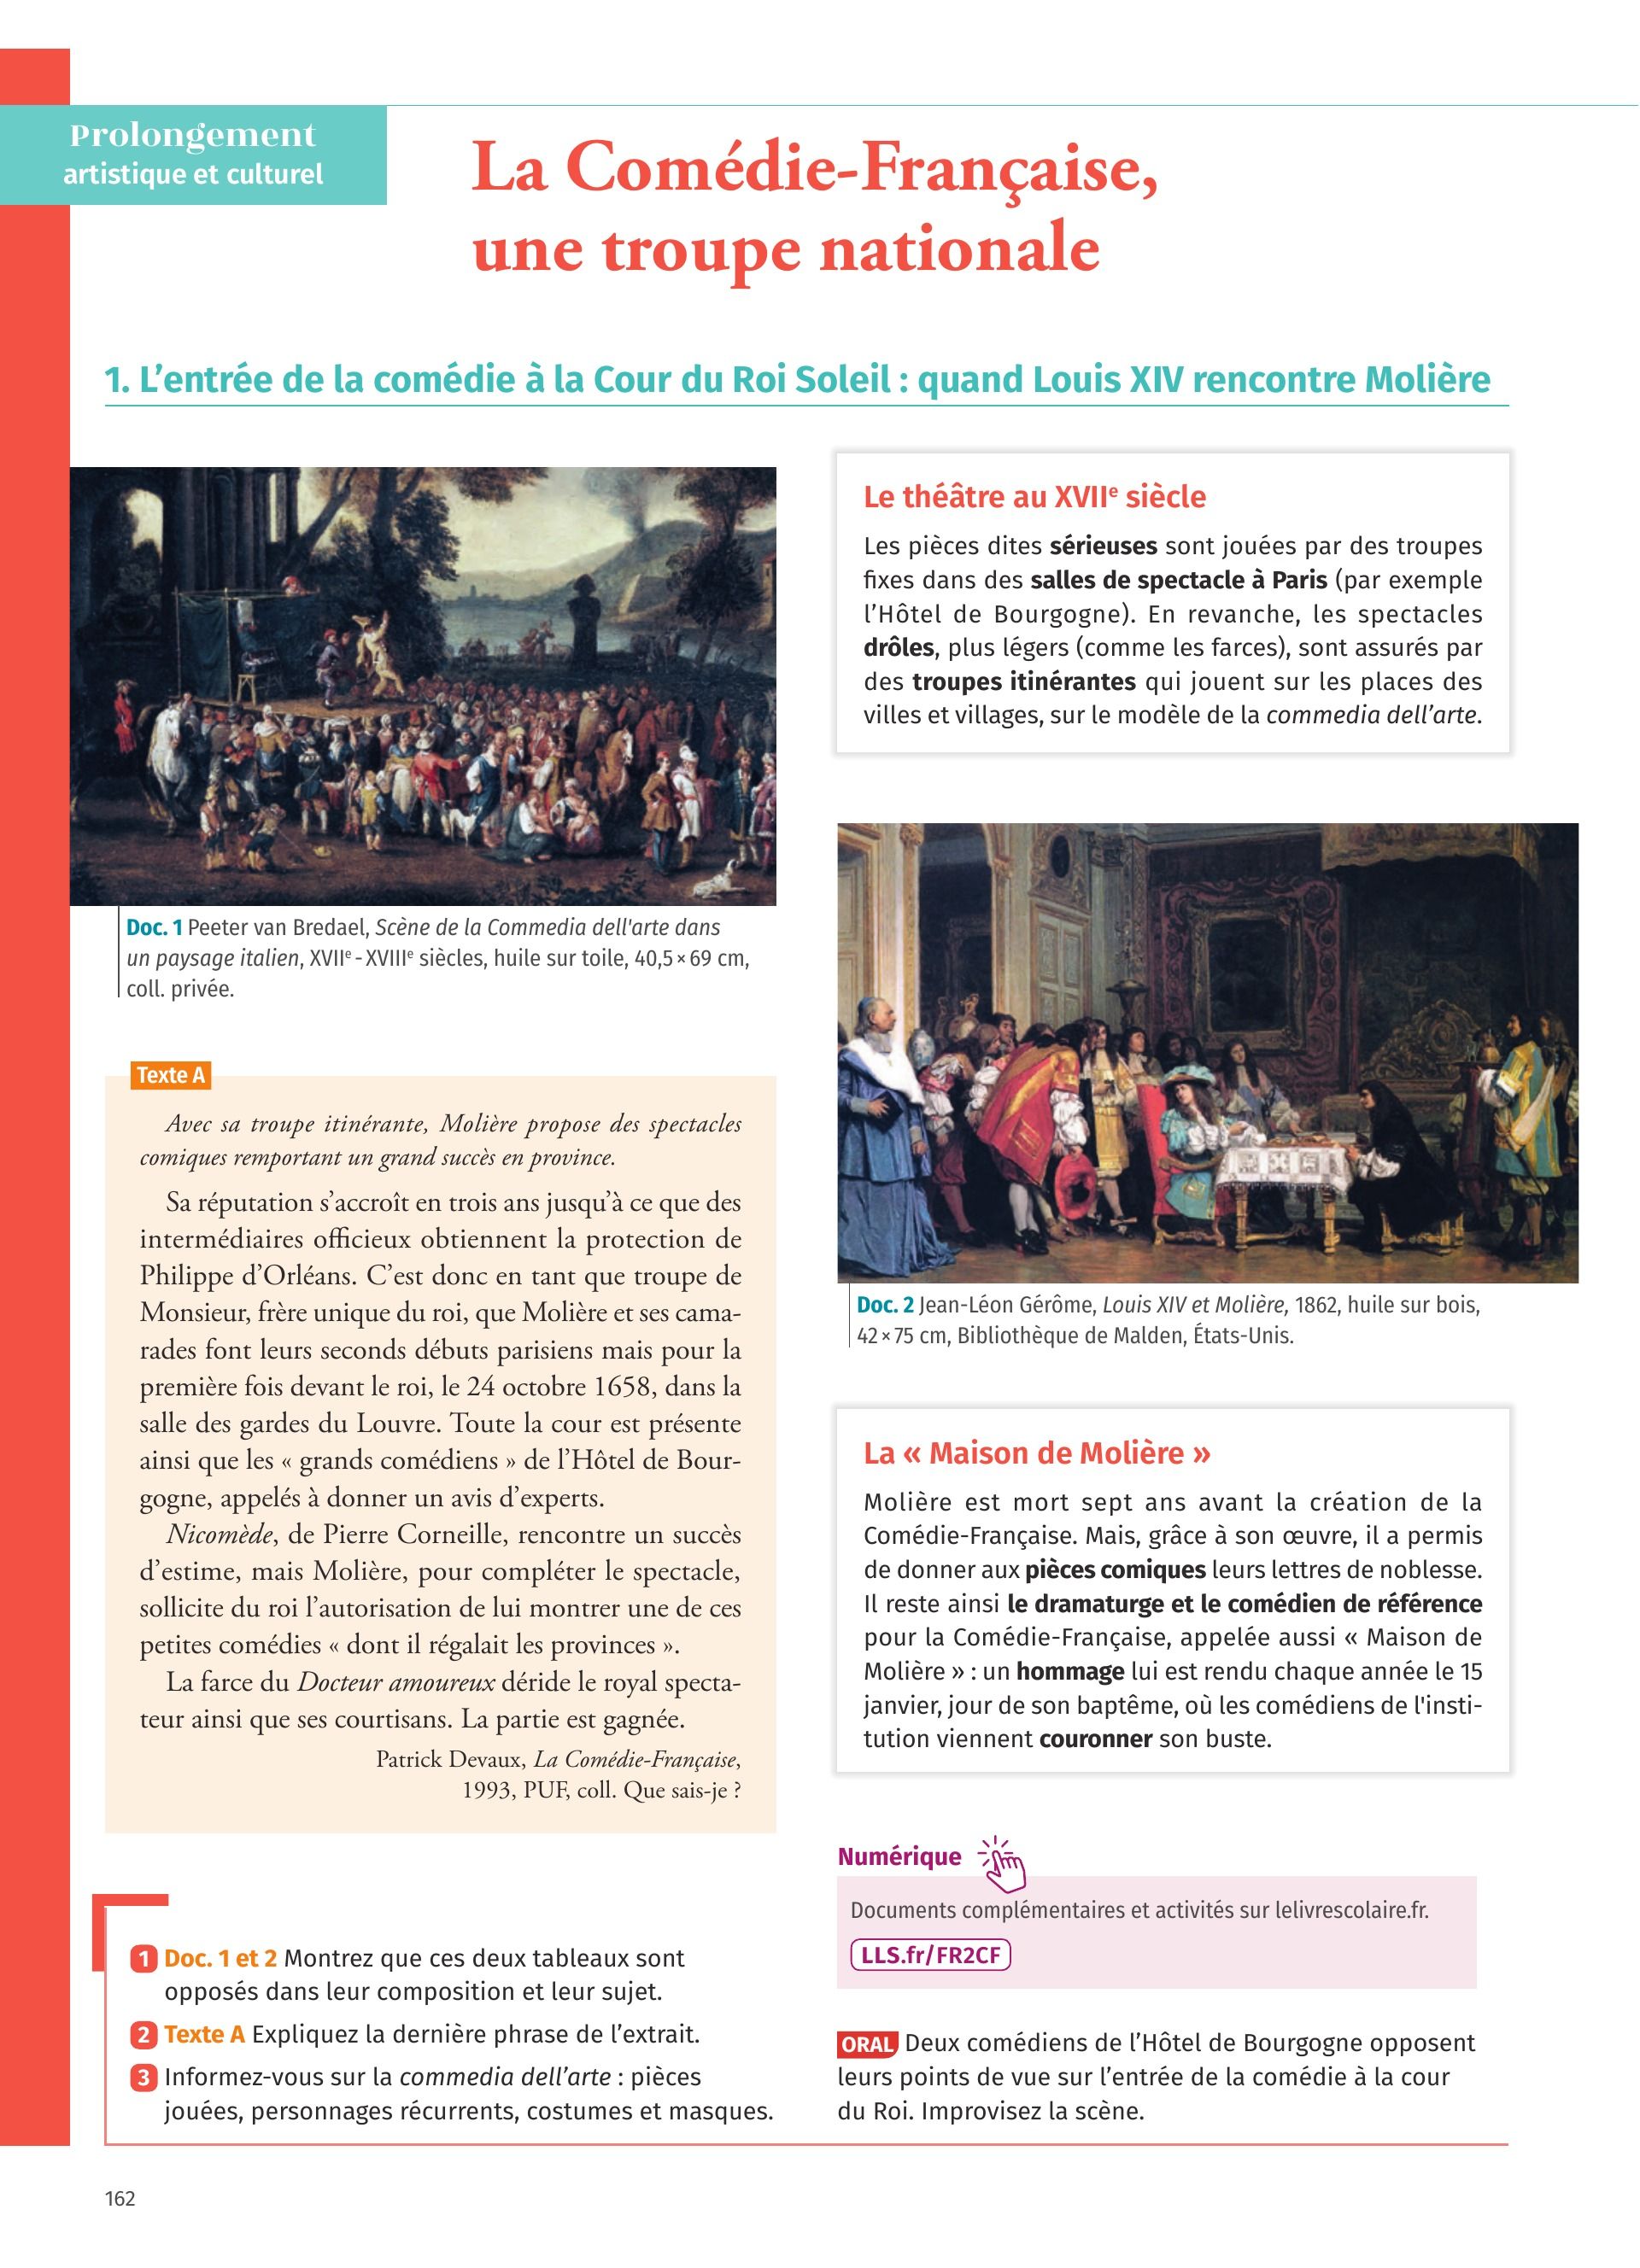 Prolongement
artistique et culturel
La Comédie-Française,
une troupe nationale
1. L’entrée de la comédie à la Cour du Roi Soleil : quand Louis XIV rencontre Molière
Doc. 1 Peeter van Bredael, Scène de la Commedia dell'arte dans
un paysage italien, XVIIe - XVIIIe siècles, huile sur toile, 40,5 × 69 cm,
coll. privée.
Texte A
Avec sa troupe itinérante, Molière propose des spectacles
comiques remportant un grand succès en province.
Sa réputation s’accroît en trois ans jusqu’à ce que des
intermédiaires officieux obtiennent la protection de
Philippe d’Orléans. C’est donc en tant que troupe de
Monsieur, frère unique du roi, que Molière et ses cama-
rades font leurs seconds débuts parisiens mais pour la
première fois devant le roi, le 24 octobre 1658, dans la
salle des gardes du Louvre. Toute la cour est présente
ainsi que les « grands comédiens » de l’Hôtel de Bour-
gogne, appelés à donner un avis d’experts.
Nicomède, de Pierre Corneille, rencontre un succès
d’estime, mais Molière, pour compléter le spectacle,
sollicite du roi l’autorisation de lui montrer une de ces
petites comédies « dont il régalait les provinces ».
La farce du Docteur amoureux déride le royal specta-
teur ainsi que ses courtisans. La partie est gagnée.
Patrick Devaux, La Comédie-Française,
1993, PUF, coll. Que sais-je ?
Le théâtre au XVIIe siècle
Les pièces dites sérieuses sont jouées par des troupes
fixes dans des salles de spectacle à Paris (par exemple
l’Hôtel de Bourgogne). En revanche, les spectacles
drôles, plus légers (comme les farces), sont assurés par
des troupes itinérantes qui jouent sur les places des
villes et villages, sur le modèle de la commedia dell’arte.
Doc. 2 Jean-Léon Gérôme, Louis XIV et Molière, 1862, huile sur bois,
42 × 75 cm, Bibliothèque de Malden, États-Unis.
La « Maison de Molière »
Molière est mort sept ans avant la création de la
Comédie-Française. Mais, grâce à son œuvre, il a permis
de donner aux pièces comiques leurs lettres de noblesse.
Il reste ainsi le dramaturge et le comédien de référence
pour la Comédie-Française, appelée aussi « Maison de
Molière » : un hommage lui est rendu chaque année le 15
janvier, jour de son baptême, où les comédiens de l'insti-
tution viennent couronner son buste.
Numérique
Documents complémentaires et activités sur lelivrescolaire.fr.
LLS.fr/FR2CF
1 Doc. 1 et 2 Montrez que ces deux tableaux sont
opposés dans leur composition et leur sujet.
2 Texte A Expliquez la dernière phrase de l’extrait.
3 Informez-vous sur la commedia dell’arte : pièces
jouées, personnages récurrents, costumes et masques.
ORAL Deux comédiens de l’Hôtel de Bourgogne opposent
leurs points de vue sur l’entrée de la comédie à la cour
du Roi. Improvisez la scène.
162